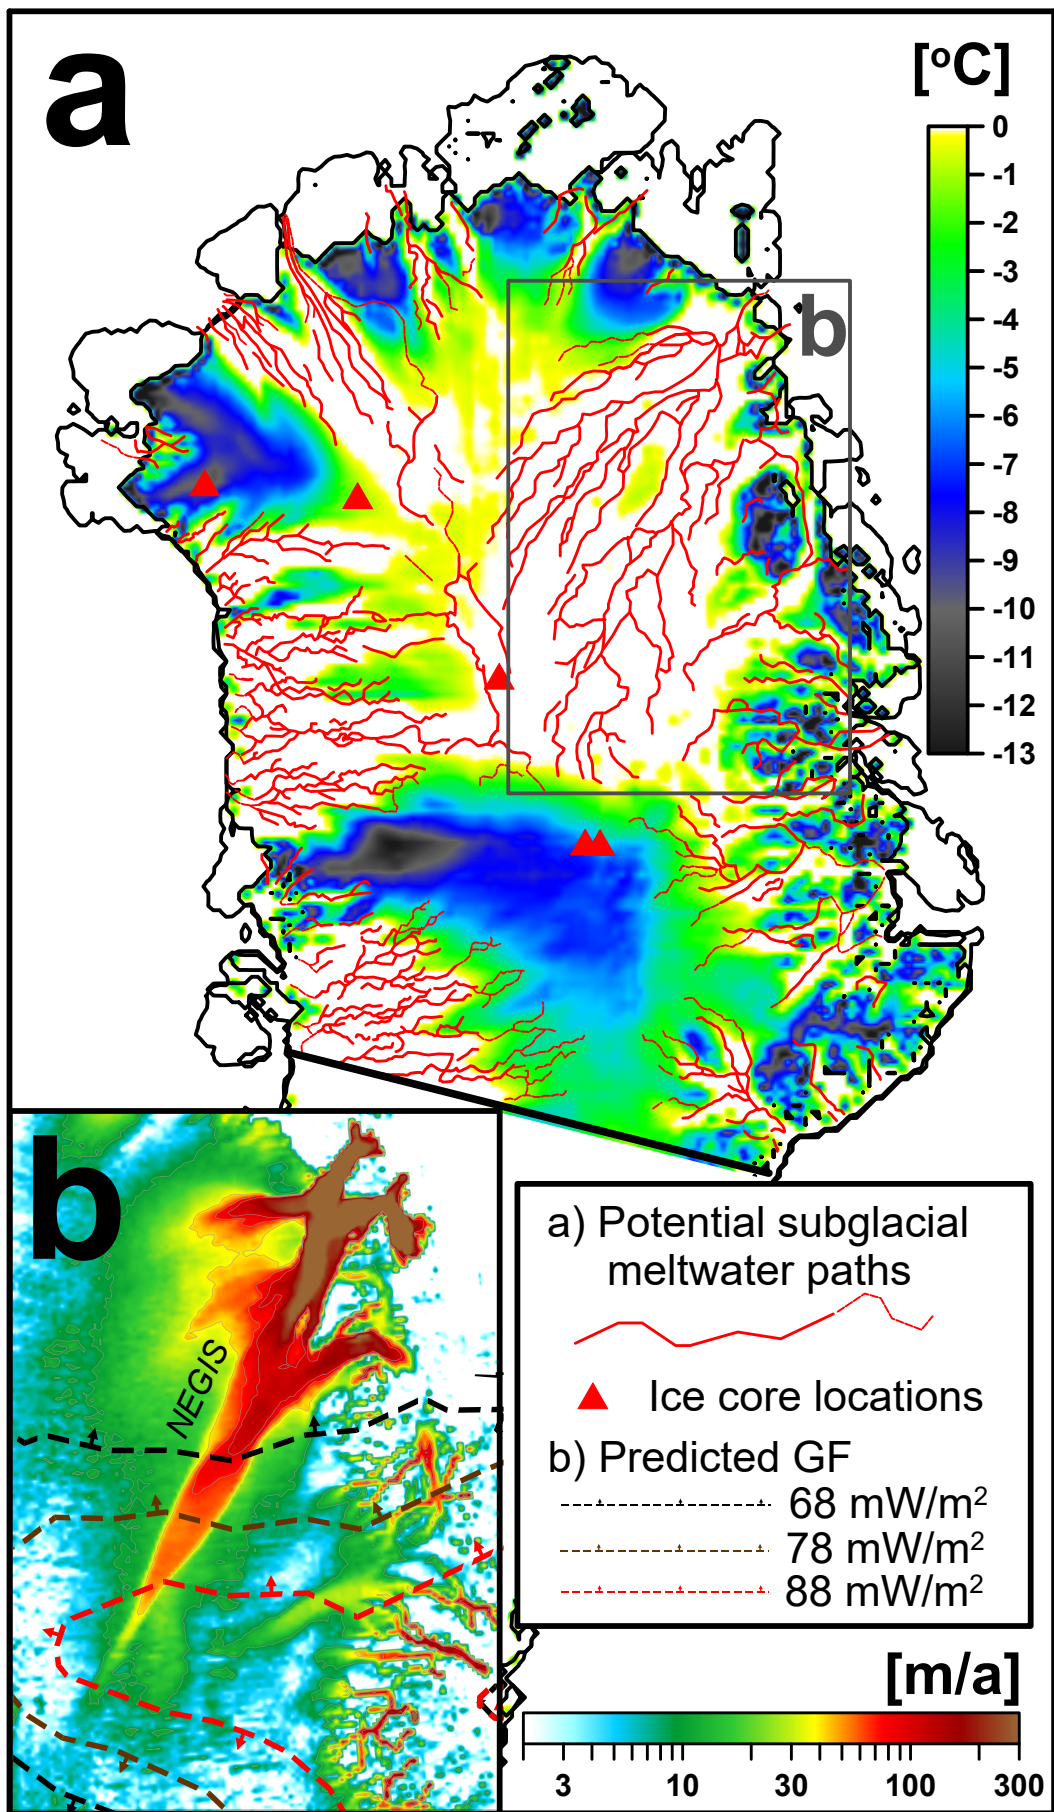 a
[°C]
0
-1
-2
-3
-4
-5
-6
-7
-8
-9
-10
-11
-12
-13
b
b
NEGIS
a) Potential subglacial
meltwater paths
Ice core locations
b) Predicted GF
68 mW/m²
78 mW/m²
88 mW/m²
[m/a]
3 10 30 100 300